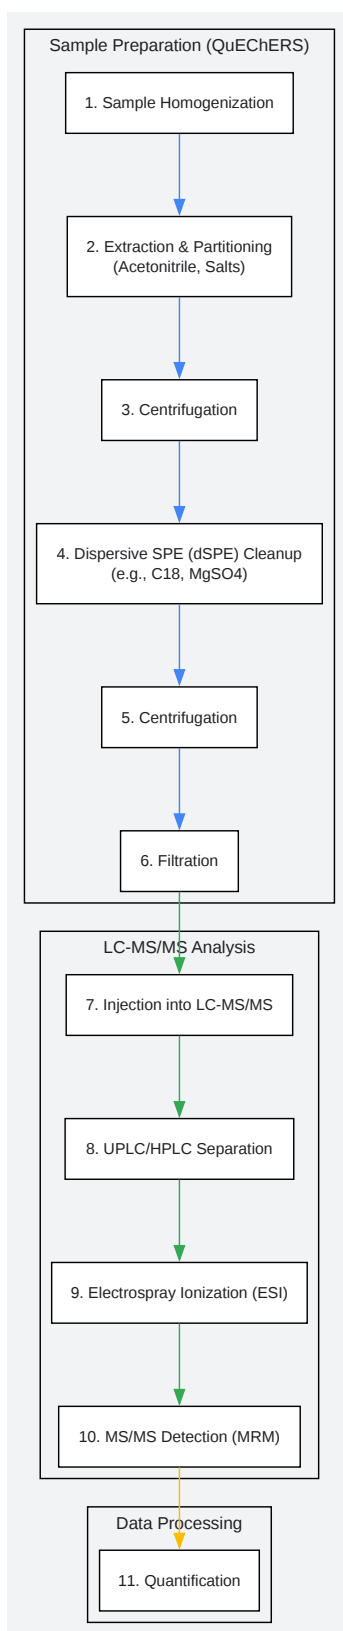 Sample Preparation (QuEChERS)
1. Sample Homogenization
2. Extraction & Partitioning
(Acetonitrile, Salts)
3. Centrifugation
4. Dispersive SPE (dSPE) Cleanup
(e.g., C18, MgSO4)
5. Centrifugation
6. Filtration
LC-MS/MS Analysis
7. Injection into LC-MS/MS
8. UPLC/HPLC Separation
9. Electrospray Ionization (ESI)
10. MS/MS Detection (MRM)
Data Processing
11. Quantification